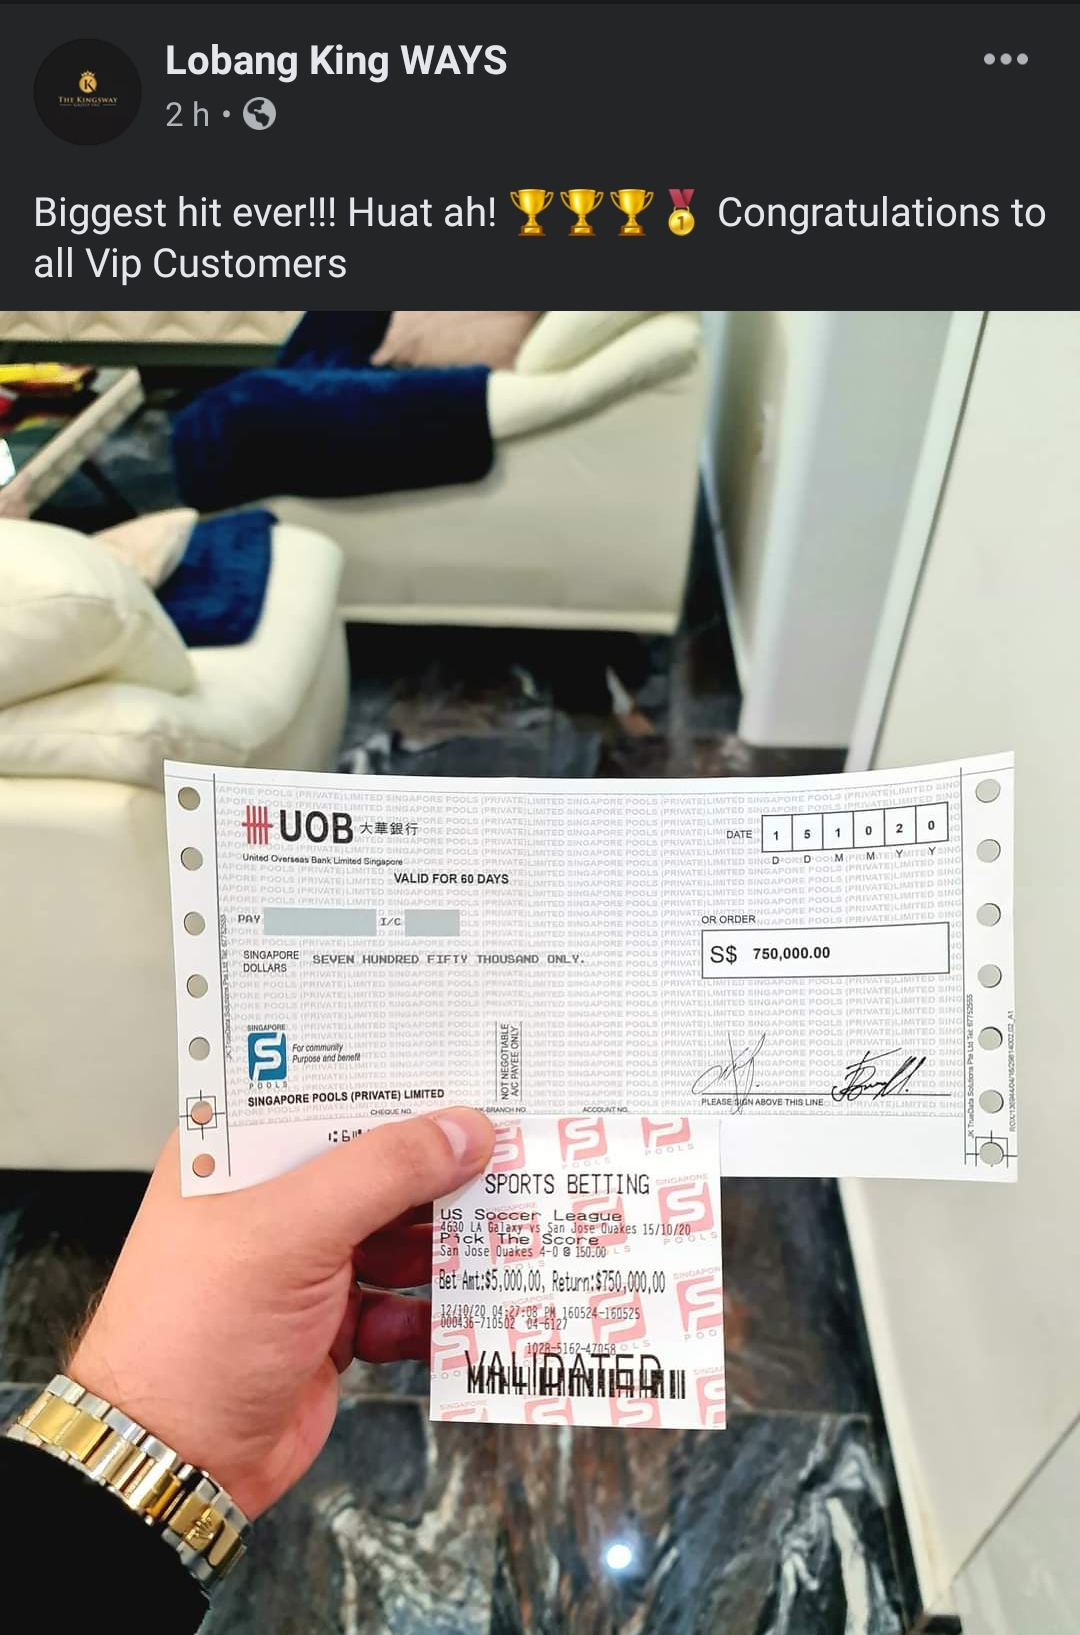 Lobang King WAYS
THE KINGSWAY
2 h
Biggest hit ever!!! Huat ah! 🏆🏆🏆🏅 Congratulations to
all Vip Customers
UOB 大華銀行
United Overseas Bank Limited Singapore
VALID FOR 60 DAYS
DATE 1 5 1 0 2 0
D D M M Y Y
PAY I/C
OR ORDER
SINGAPORE
DOLLARS
SEVEN HUNDRED FIFTY THOUSAND ONLY.
S$ 750,000.00
SINGAPORE
POOLS
For community
Purpose and benefit
NOT NEGOTIABLE
A/C PAYEE ONLY
SINGAPORE POOLS (PRIVATE) LIMITED
PLEASE SIGN ABOVE THIS LINE
CHEQUE NO.
BRANCH NO
ACCOUNT NO.
SPORTS BETTING
US Soccer League
4630 LA Galaxy vs San Jose Quakes 15/10/20
Pick The Score
San Jose Quakes 4-0 @ 150.00
Bet Amt:$5,000,00, Return:$750,000,00
12/10/20 04:27:08 PM 160524-160525
000436-710502 04-6127
1028-5162-47058
VALIDATED